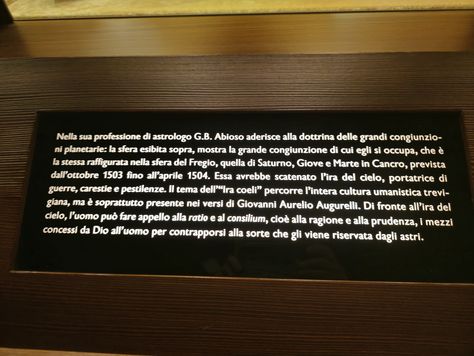 Nella sua professione di astrologo G.B. Abioso aderisce alla dottrina delle grandi congiunzio-
ni planetarie: la sfera esibita sopra, mostra la grande congiunzione di cui egli si occupa, che è
la stessa raffigurata nella sfera del Fregio, quella di Saturno, Giove e Marte in Cancro, prevista
dall'ottobre 1503 fino all'aprile 1504. Essa avrebbe scatenato l'ira del cielo, portatrice di
guerre, carestie e pestilenze. Il tema dell'"Ira coeli" percorre l'intera cultura umanistica trevi-
giana, ma è soprattutto presente nei versi di Giovanni Aurelio Augurelli. Di fronte all'ira del
cielo, l'uomo può fare appello alla ratio e al consilium, cioè alla ragione e alla prudenza, i mezzi
concessi da Dio all'uomo per contrapporsi alla sorte che gli viene riservata dagli astri.